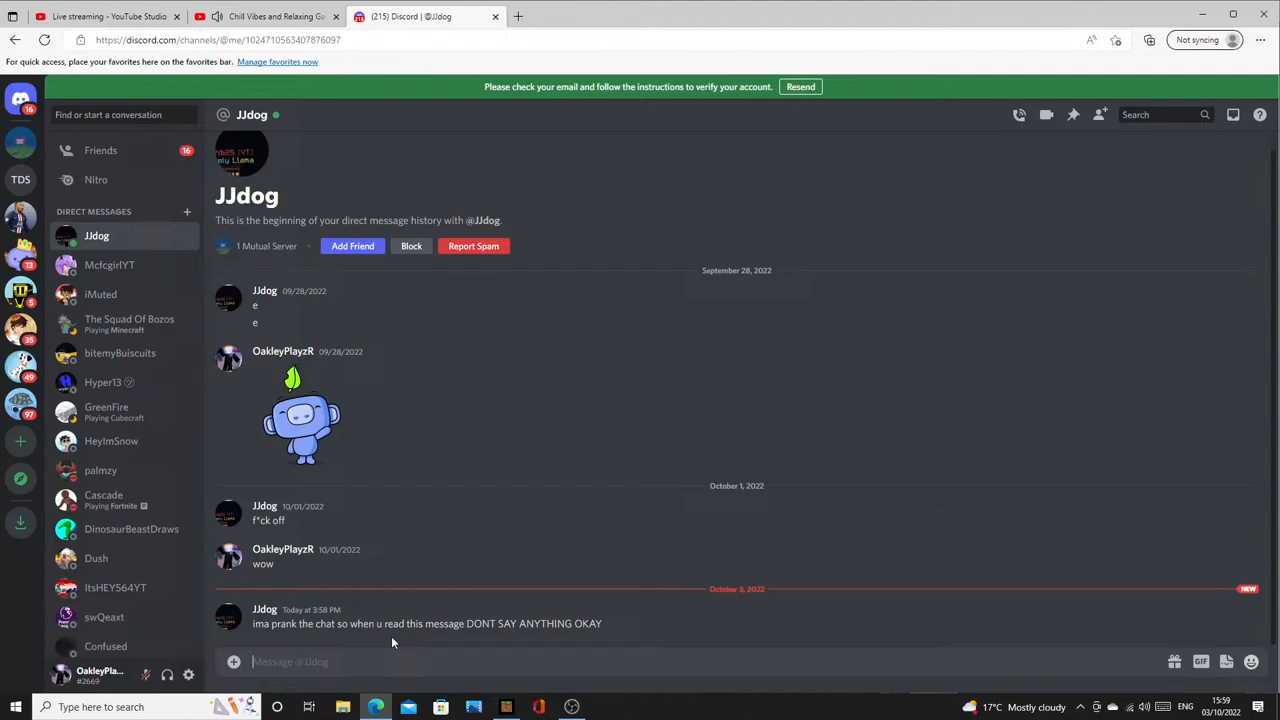 Live streaming - YouTube Studio
Chill Vibes and Relaxing Ga
(215) Discord | @JJdog
https://discord.com/channels/@me/1024710563407876097
Not syncing
For quick access, place your favorites here on the favorites bar. Manage favorites now
Please check your email and follow the instructions to verify your account. Resend
Find or start a conversation
JJdog
Search
16
Friends
16
TDS
Nitro
DIRECT MESSAGES
JJdog
McfcgirlYT
13
iMuted
5
The Squad Of Bozos
Playing Minecraft
35
bitemyBuiscuits
49
Hyper13
97
GreenFire
Playing Cubecraft
HeyImSnow
palmzy
Cascade
Playing Fortnite
DinosaurBeastDraws
Dush
ItsHEY564YT
swQeaxt
Confused
OakleyPla...
#2669
JJdog
This is the beginning of your direct message history with @JJdog.
1 Mutual Server
Add Friend
Block
Report Spam
September 28, 2022
JJdog 09/28/2022
e
e
OakleyPlayzR 09/28/2022
October 1, 2022
JJdog 10/01/2022
f*ck off
OakleyPlayzR 10/01/2022
wow
October 3, 2022
NEW
JJdog Today at 3:58 PM
ima prank the chat so when u read this message DONT SAY ANYTHING OKAY
Message @JJdog
GIF
Type here to search
17°C Mostly cloudy
ENG
15:59
03/10/2022